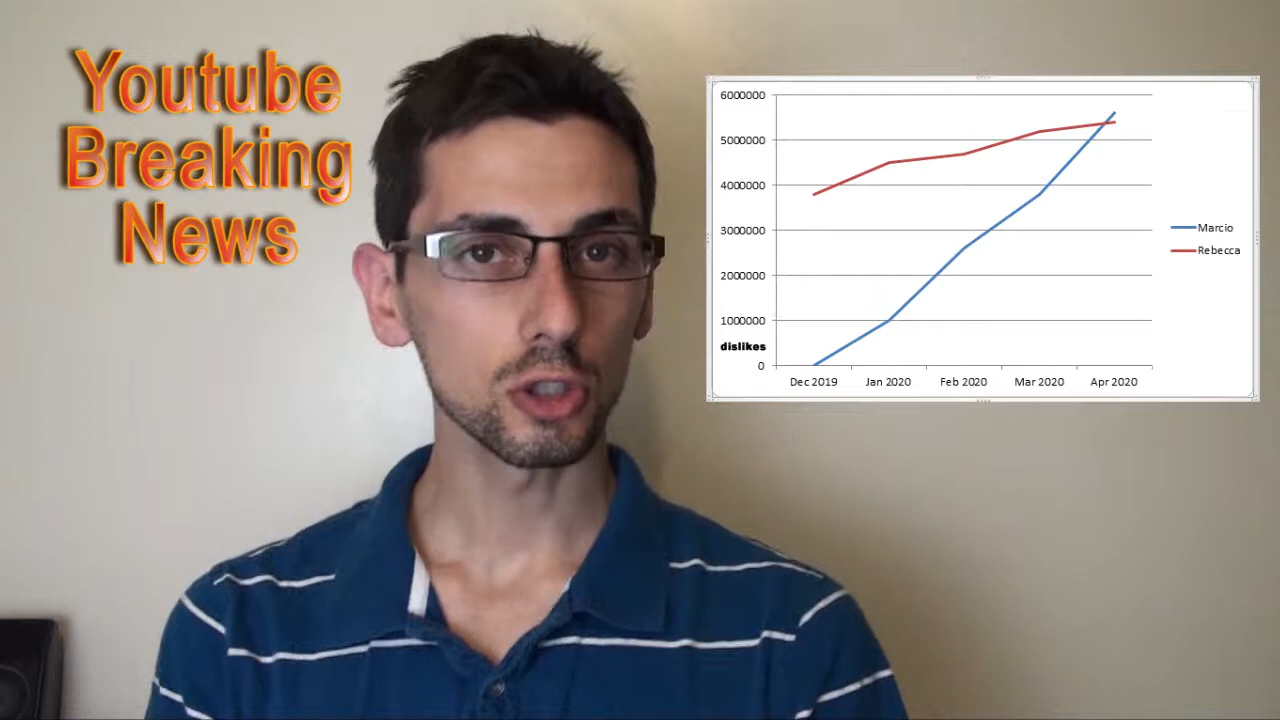 Youtube
Breaking
News
6000000
5000000
4000000
3000000
2000000
1000000
dislikes
0
Dec 2019 Jan 2020 Feb 2020 Mar 2020 Apr 2020
Marcio
Rebecca